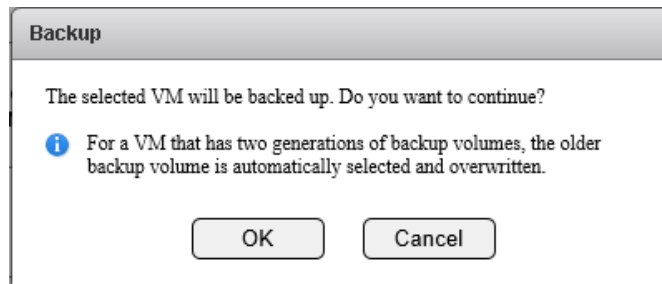 Backup
The selected VM will be backed up. Do you want to continue?
For a VM that has two generations of backup volumes, the older
backup volume is automatically selected and overwritten.
OK
Cancel